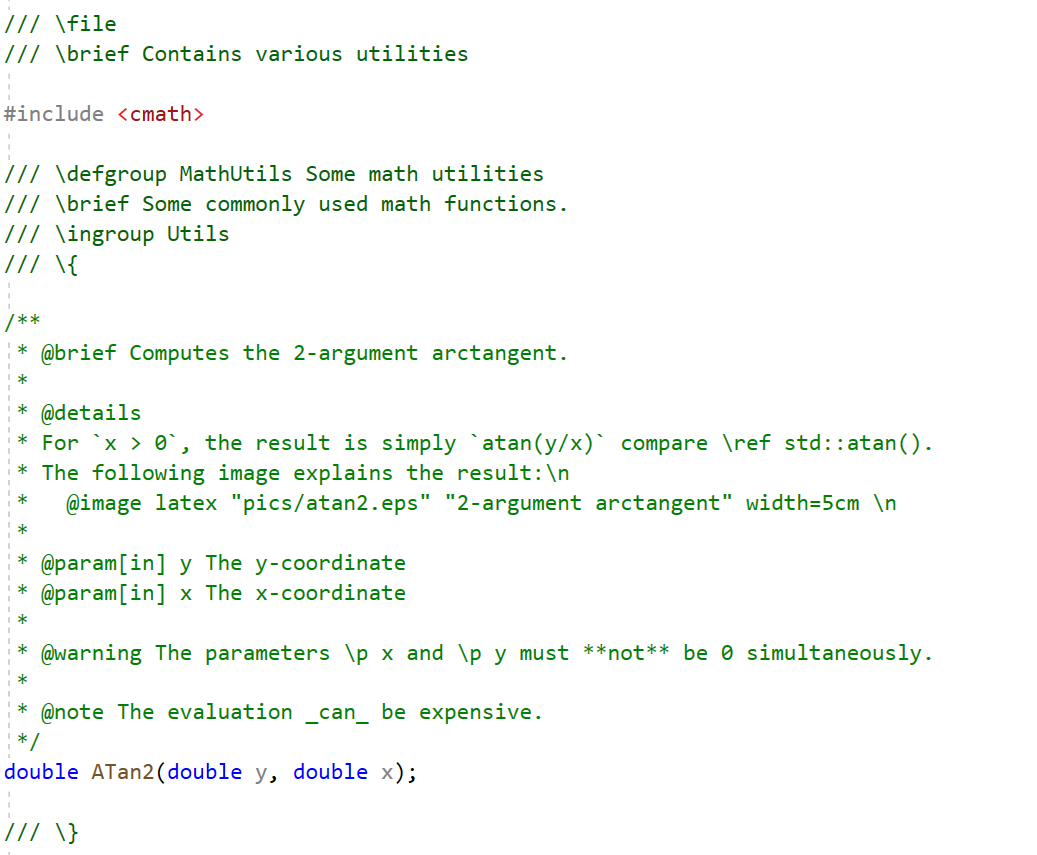 /// \file
/// \brief Contains various utilities
#include <cmath>
/// \defgroup MathUtils Some math utilities
/// \brief Some commonly used math functions.
/// \ingroup Utils
/// \{
/**
 * @brief Computes the 2-argument arctangent.
 *
 * @details
 * For `x > 0`, the result is simply `atan(y/x)` compare \ref std::atan().
 * The following image explains the result:\n
 *   @image latex "pics/atan2.eps" "2-argument arctangent" width=5cm \n
 *
 * @param[in] y The y-coordinate
 * @param[in] x The x-coordinate
 *
 * @warning The parameters \p x and \p y must **not** be 0 simultaneously.
 *
 * @note The evaluation _can_ be expensive.
 */
double ATan2(double y, double x);
/// \}